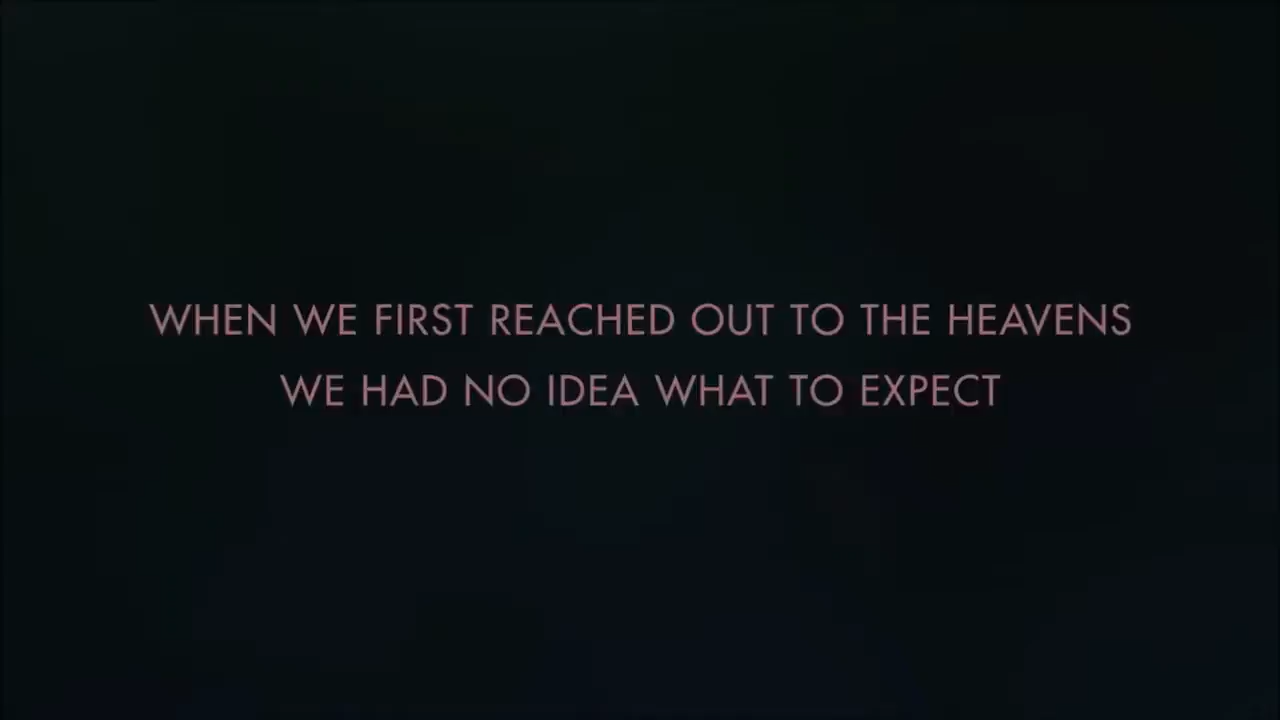 WHEN WE FIRST REACHED OUT TO THE HEAVENS
WE HAD NO IDEA WHAT TO EXPECT